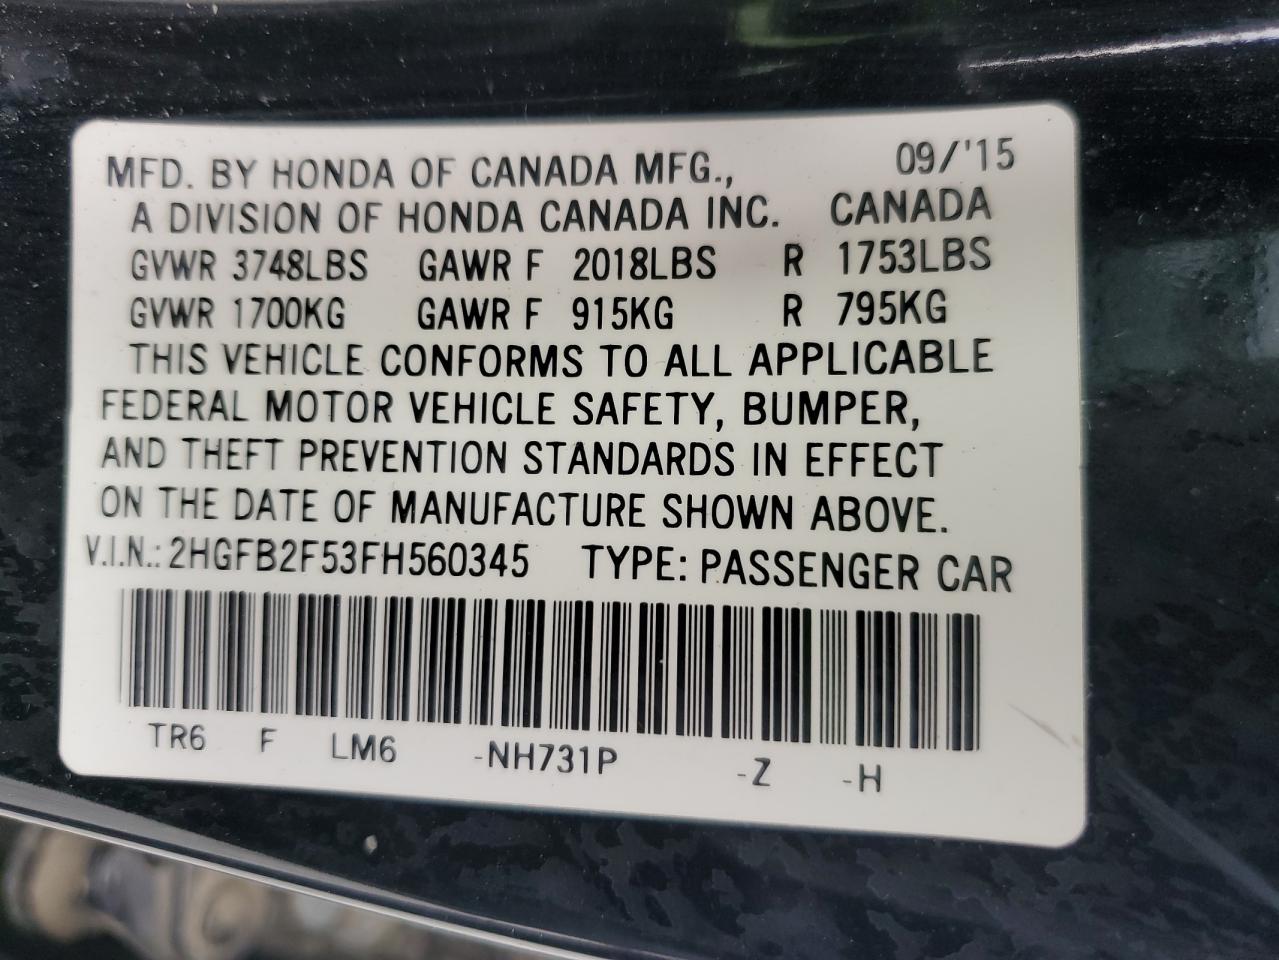 MFD. BY HONDA OF CANADA MFG., 09/'15
A DIVISION OF HONDA CANADA INC. CANADA
GVWR 3748LBS GAWR F 2018LBS R 1753LBS
GVWR 1700KG GAWR F 915KG R 795KG
THIS VEHICLE CONFORMS TO ALL APPLICABLE
FEDERAL MOTOR VEHICLE SAFETY, BUMPER,
AND THEFT PREVENTION STANDARDS IN EFFECT
ON THE DATE OF MANUFACTURE SHOWN ABOVE.
V.I.N.: 2HGFB2F53FH560345 TYPE: PASSENGER CAR
TR6 F LM6 -NH731P -Z -H